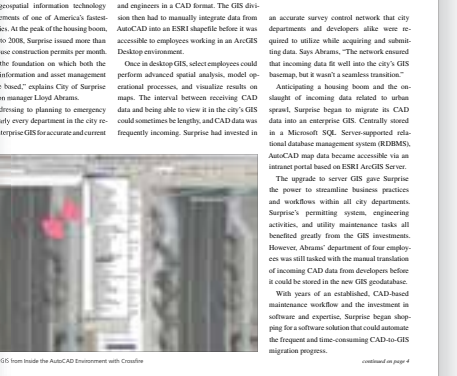 geospatial information technology
ements of one of America's fastest-
ies. At the peak of the housing boom,
to 2008, Surprise issued more than
use construction permits per month.
the foundation on which both the
information and asset management
e based," explains City of Surprise
n manager Lloyd Abrams.
dressing to planning to emergency
arly every department in the city re-
terprise GIS for accurate and current
and engineers in a CAD format. The GIS divi-
sion then had to manually integrate data from
AutoCAD into an ESRI shapefile before it was
accessible to employees working in an ArcGIS
Desktop environment.
Once in desktop GIS, select employees could
perform advanced spatial analysis, model op-
erational processes, and visualize results on
maps. The interval between receiving CAD
data and being able to view it in the city's GIS
could sometimes be lengthy, and CAD data was
frequently incoming. Surprise had invested in
an accurate survey control network that city
departments and developers alike were re-
quired to utilize while acquiring and submit-
ting data. Says Abrams, "The network ensured
that incoming data fit well into the city's GIS
basemap, but it wasn't a seamless transition."
Anticipating a housing boom and the on-
slaught of incoming data related to urban
sprawl, Surprise began to migrate its CAD
data into an enterprise GIS. Centrally stored
in a Microsoft SQL Server-supported rela-
tional database management system (RDBMS),
AutoCAD map data became accessible via an
intranet portal based on ESRI ArcGIS Server.
The upgrade to server GIS gave Surprise
the power to streamline business practices
and workflows within all city departments.
Surprise's permitting system, engineering
activities, and utility maintenance tasks all
benefited greatly from the GIS investments.
However, Abrams' department of four employ-
ees was still tasked with the manual translation
of incoming CAD data from developers before
it could be stored in the new GIS geodatabase.
With years of an established, CAD-based
maintenance workflow and the investment in
software and expertise, Surprise began shop-
ping for a software solution that could automate
the frequent and time-consuming CAD-to-GIS
migration progress.
GIS from Inside the AutoCAD Environment with Crossfire
continued on page 4